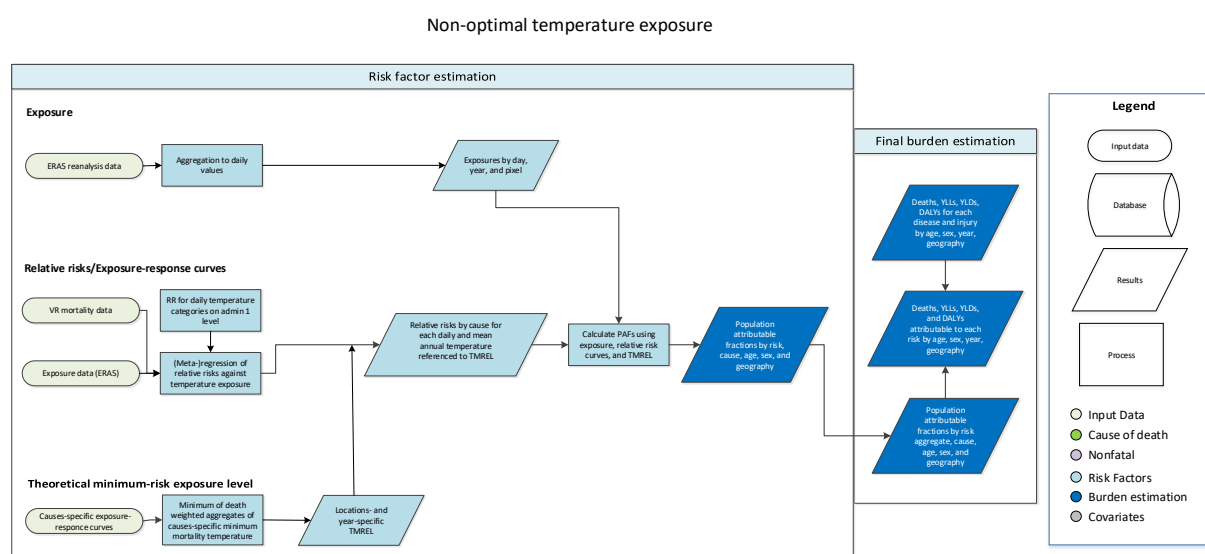 Non-optimal temperature exposure
Risk factor estimation
Exposure
ERA5 reanalysis data
Aggregation to daily
values
Exposures by day,
year, and pixel
Relative risks/Exposure-response curves
VR mortality data
RR for daily temperature
categories on admin 1
level
Exposure data (ERA5)
(Meta-)regression of
relative risks against
temperature exposure
Relative risks by cause for
each daily and mean
annual temperature
referenced to TMREL
Calculate PAFs using
exposure, relative risk
curves, and TMREL
Population
attributable
fractions by risk,
cause, age, sex, and
geography
Theoretical minimum-risk exposure level
Causes-specific exposure-
responce curves
Minimum of death
weighted aggregates of
causes-specific minimum
mortality temperature
Locations- and
year-specific
TMREL
Final burden estimation
Deaths, YLLs, YLDs,
DALYs for each
disease and injury
by age, sex, year,
geography
Deaths, YLLs, YLDs,
and DALYs
attributable to each
risk by age, sex, year,
geography
Population
attributable
fractions by risk
aggregate, cause,
age, sex, and
geography
Legend
Input data
Database
Results
Process
Input Data
Cause of death
Nonfatal
Risk Factors
Burden estimation
Covariates